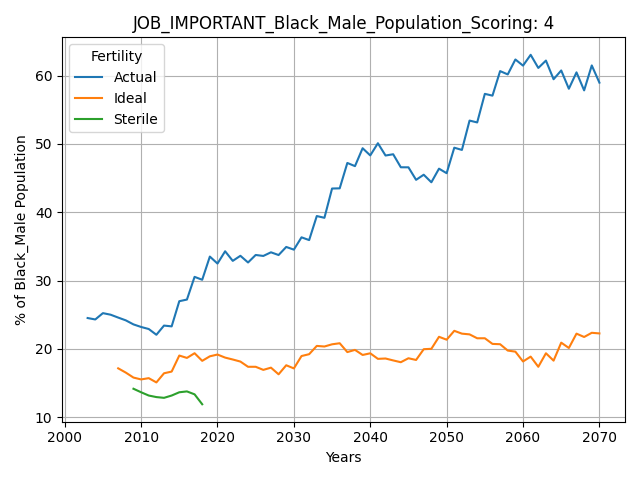 JOB_IMPORTANT_Black_Male_Population_Scoring: 4
Fertility
Actual
Ideal
Sterile
% of Black_Male Population
60
50
40
30
20
10
2000 2010 2020 2030 2040 2050 2060 2070
Years